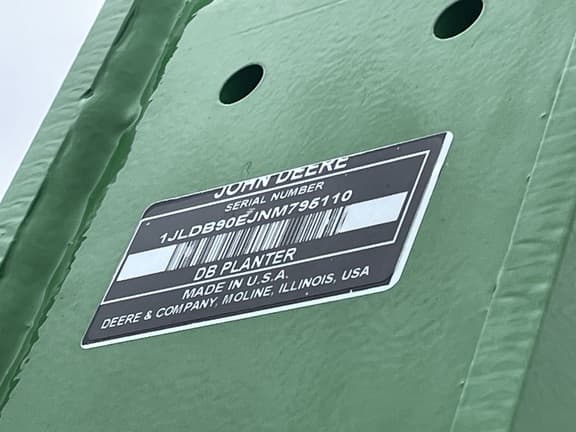 JOHN DEERE
SERIAL NUMBER
1JLDB90EJNM795110
DB PLANTER
MADE IN U.S.A.
DEERE & COMPANY, MOLINE, ILLINOIS, USA